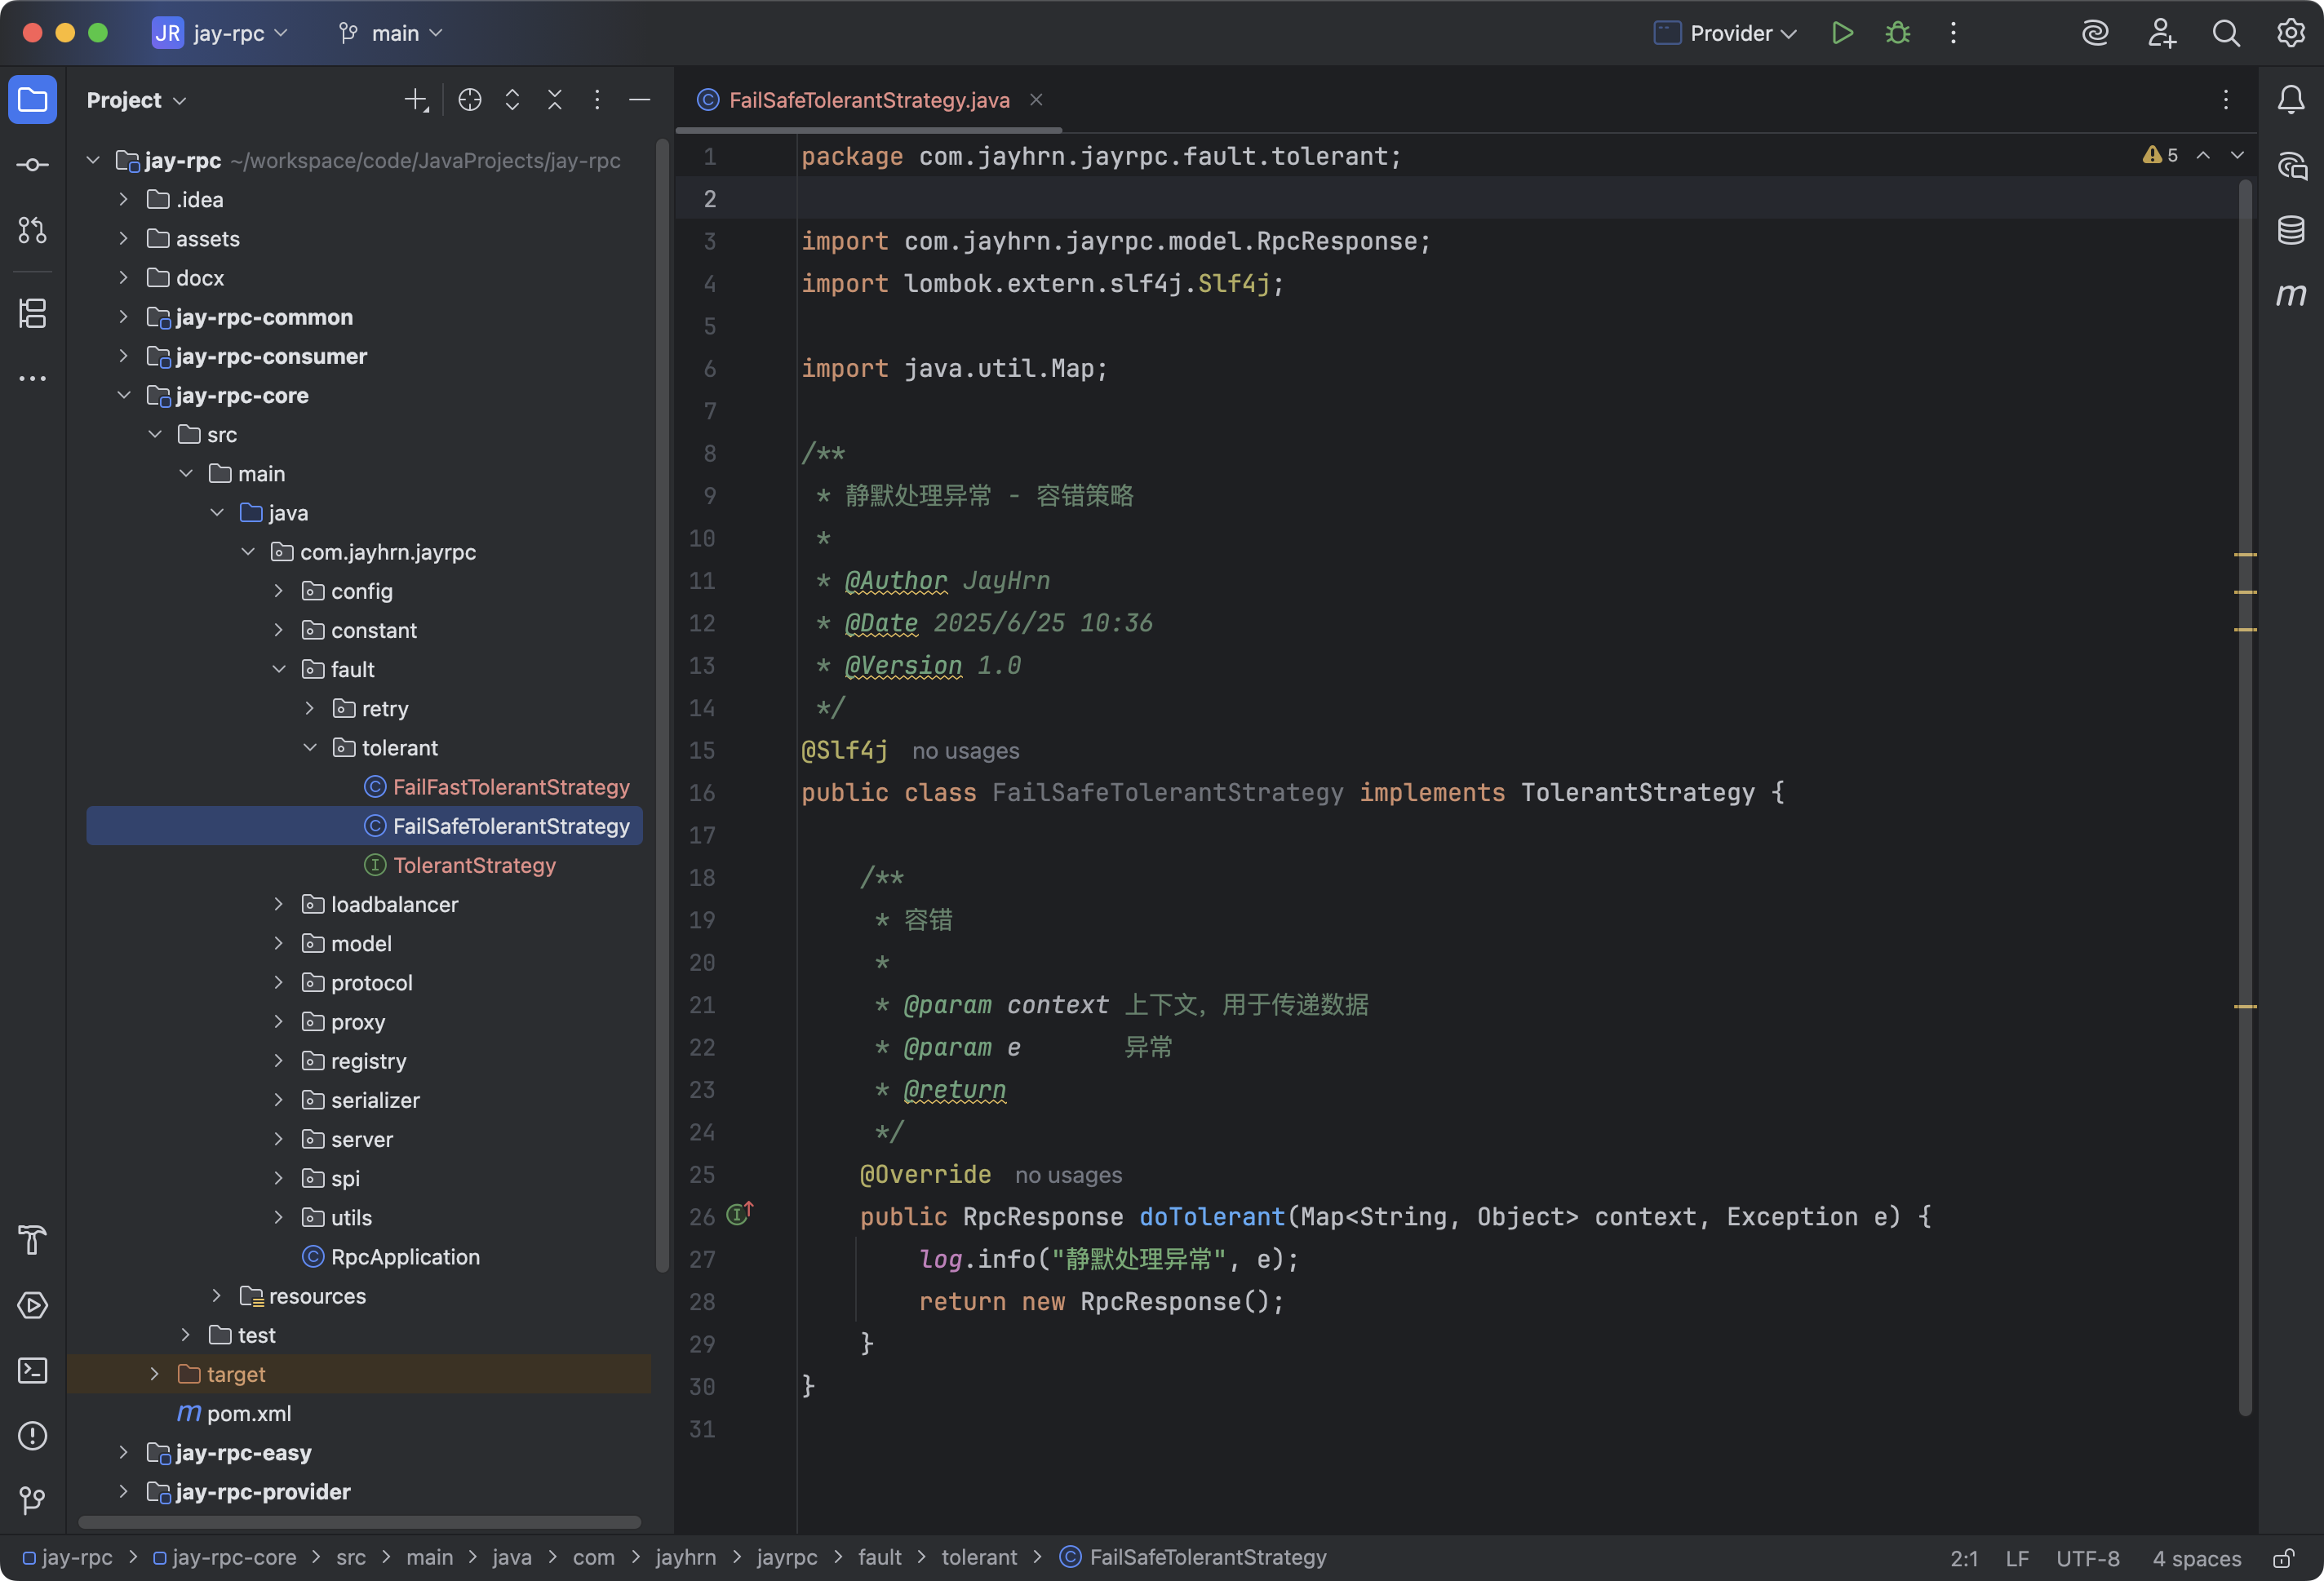 JR jay-rpc main Provider
Project
FailSafeTolerantStrategy.java
jay-rpc ~/workspace/code/JavaProjects/jay-rpc
.idea
assets
docx
jay-rpc-common
jay-rpc-consumer
jay-rpc-core
src
main
java
com.jayhrn.jayrpc
config
constant
fault
retry
tolerant
FailFastTolerantStrategy
FailSafeTolerantStrategy
TolerantStrategy
loadbalancer
model
protocol
proxy
registry
serializer
server
spi
utils
RpcApplication
resources
test
target
m pom.xml
jay-rpc-easy
jay-rpc-provider
5
1 package com.jayhrn.jayrpc.fault.tolerant;
2
3 import com.jayhrn.jayrpc.model.RpcResponse;
4 import lombok.extern.slf4j.Slf4j;
5
6 import java.util.Map;
7
8 /**
9  * 静默处理异常 - 容错策略
10  *
11  * @Author JayHrn
12  * @Date 2025/6/25 10:36
13  * @Version 1.0
14  */
15 @Slf4j no usages
16 public class FailSafeTolerantStrategy implements TolerantStrategy {
17
18     /**
19      * 容错
20      *
21      * @param context 上下文，用于传递数据
22      * @param e       异常
23      * @return
24      */
25     @Override no usages
26     public RpcResponse doTolerant(Map<String, Object> context, Exception e) {
27         log.info("静默处理异常", e);
28         return new RpcResponse();
29     }
30 }
31
m
jay-rpc > jay-rpc-core > src > main > java > com > jayhrn > jayrpc > fault > tolerant > FailSafeTolerantStrategy
2:1 LF UTF-8 4 spaces